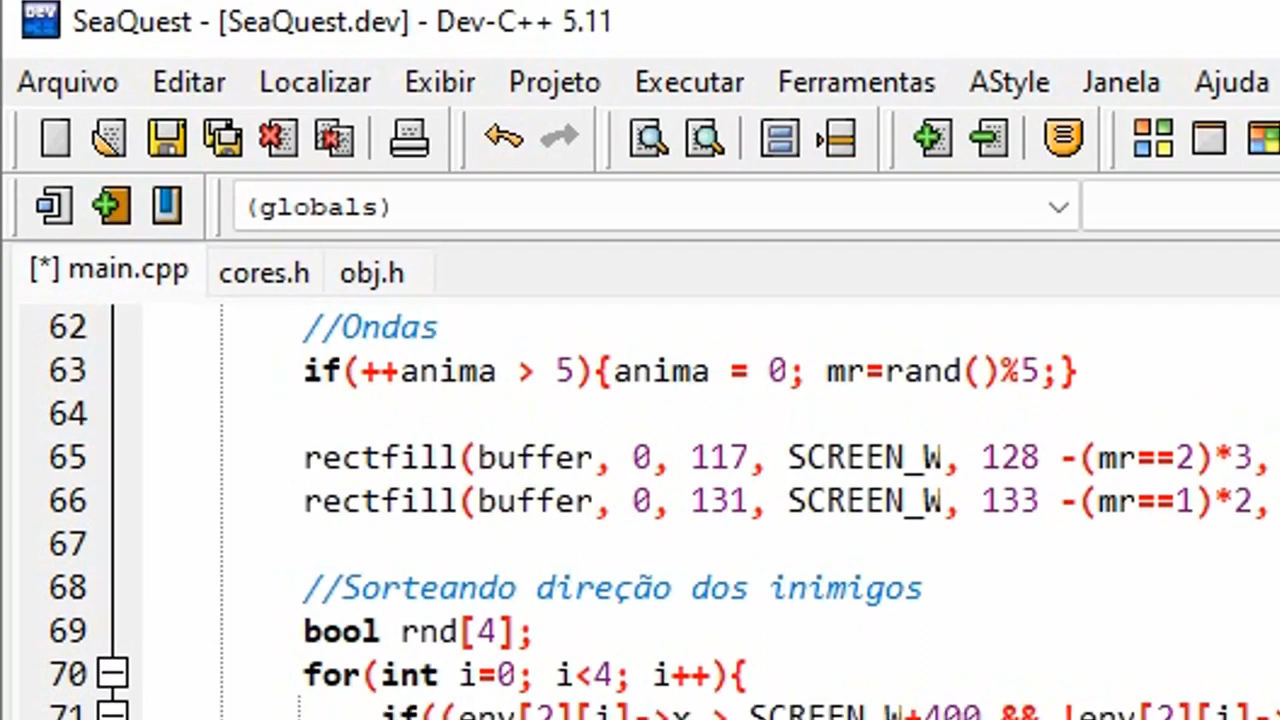 SeaQuest - [SeaQuest.dev] - Dev-C++ 5.11
Arquivo Editar Localizar Exibir Projeto Executar Ferramentas AStyle Janela Ajuda
(globals)
[*] main.cpp cores.h obj.h
62 //Ondas
63 if(++anima > 5){anima = 0; mr=rand()%5;}
64
65 rectfill(buffer, 0, 117, SCREEN_W, 128 -(mr==2)*3,
66 rectfill(buffer, 0, 131, SCREEN_W, 133 -(mr==1)*2,
67
68 //Sorteando direção dos inimigos
69 bool rnd[4];
70 for(int i=0; i<4; i++){
71 if((env[2][i]->x > SCREEN_W+400 && !env[2][i]->